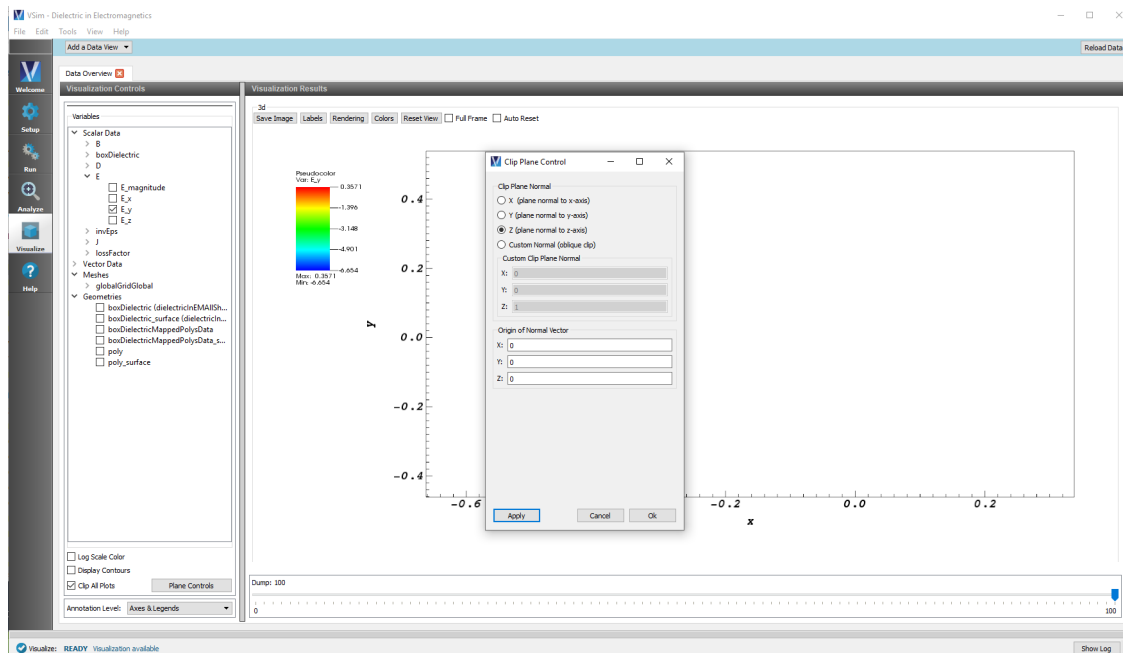 VSim - Dielectric in Electromagnetics
File Edit Tools View Help
Add a Data View
Reload Data
Welcome
Setup
Run
Analyze
Visualize
Help
Data Overview
Visualization Controls
Variables
Scalar Data
B
boxDielectric
D
E
E_magnitude
E_x
E_y
E_z
invEps
J
lossFactor
Vector Data
Meshes
globalGridGlobal
Geometries
boxDielectric (dielectricInEMAllSh...
boxDielectric_surface (dielectricIn...
boxDielectricMappedPolysData
boxDielectricMappedPolysData_s...
poly
poly_surface
Log Scale Color
Display Contours
Clip All Plots Plane Controls
Annotation Level: Axes & Legends
Visualization Results
3d
Save Image Labels Rendering Colors Reset View Full Frame Auto Reset
Pseudocolor
Var: E_y
0.3571
-1.396
-3.148
-4.901
-6.654
Max: 0.3571
Min: -6.654
0.4
0.2
0.0
-0.2
-0.4
y
-0.6 -0.2 0.0 0.2
x
Clip Plane Control
Clip Plane Normal
X (plane normal to x-axis)
Y (plane normal to y-axis)
Z (plane normal to z-axis)
Custom Normal (oblique clip)
Custom Clip Plane Normal
X: 0
Y: 0
Z: 1
Origin of Normal Vector
X: 0
Y: 0
Z: 0
Apply Cancel Ok
Dump: 100
0 100
Visualize: READY Visualization available
Show Log